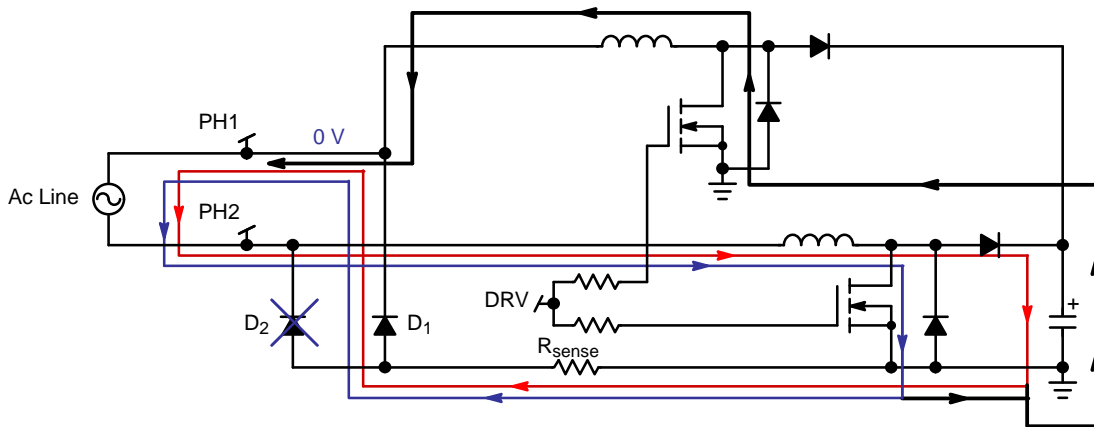 PH1
0 V
Ac Line
PH2
DRV
D2
D1
Rsense
+